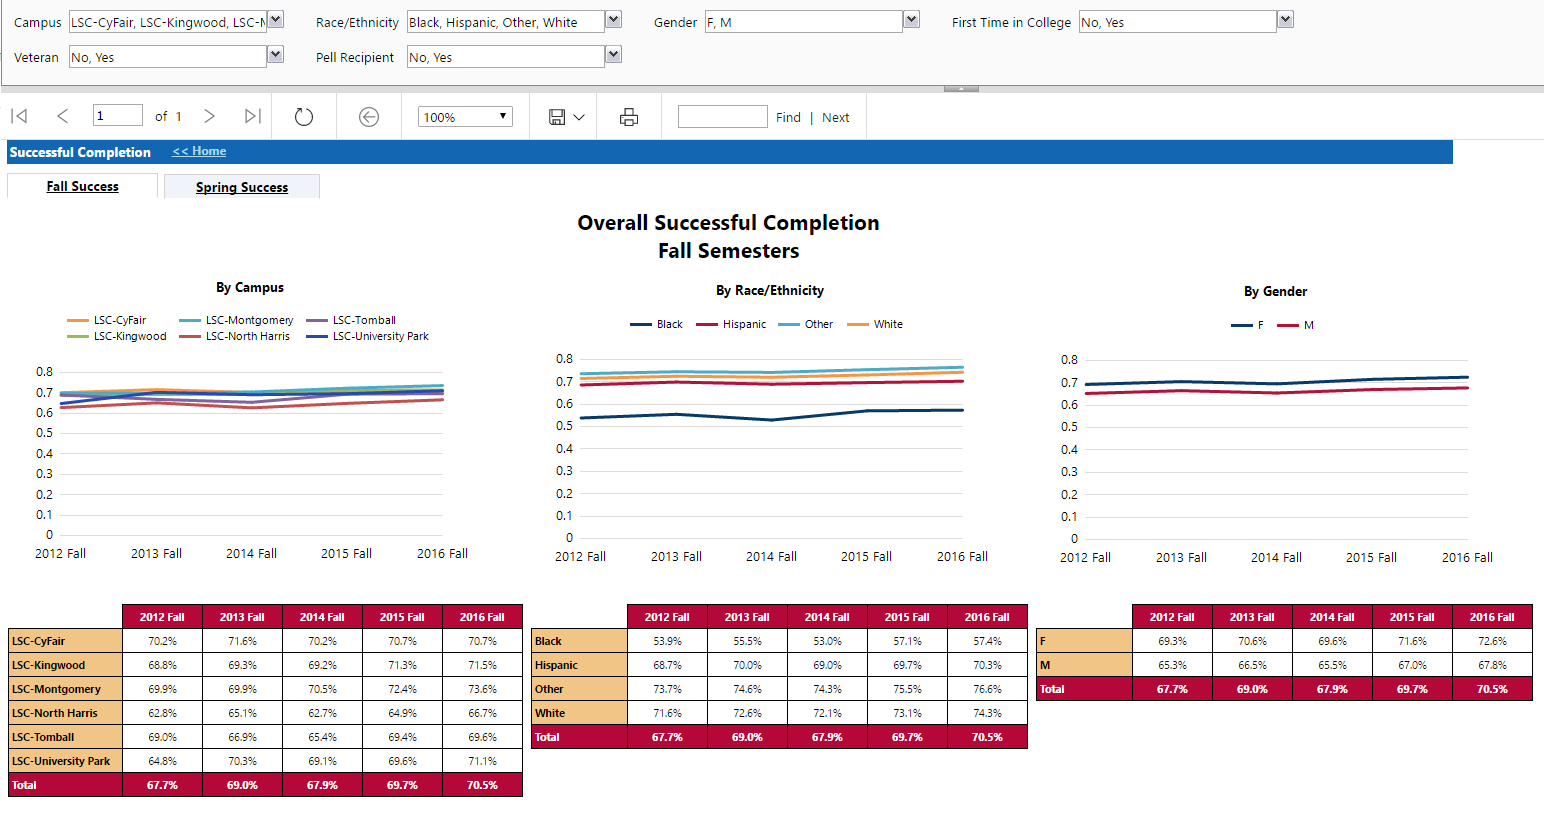 Campus LSC-CyFair, LSC-Kingwood, LSC-N Race/Ethnicity Black, Hispanic, Other, White Gender F, M First Time in College No, Yes
Veteran No, Yes Pell Recipient No, Yes
1 of 1 100% Find | Next
Successful Completion << Home
Fall Success Spring Success
Overall Successful Completion
Fall Semesters
By Campus
LSC-CyFair LSC-Montgomery LSC-Tomball
LSC-Kingwood LSC-North Harris LSC-University Park
0.8
0.7
0.6
0.5
0.4
0.3
0.2
0.1
0
2012 Fall 2013 Fall 2014 Fall 2015 Fall 2016 Fall
By Race/Ethnicity
Black Hispanic Other White
0.8
0.7
0.6
0.5
0.4
0.3
0.2
0.1
0
2012 Fall 2013 Fall 2014 Fall 2015 Fall 2016 Fall
By Gender
F M
0.8
0.7
0.6
0.5
0.4
0.3
0.2
0.1
0
2012 Fall 2013 Fall 2014 Fall 2015 Fall 2016 Fall
2012 Fall 2013 Fall 2014 Fall 2015 Fall 2016 Fall
LSC-CyFair 70.2% 71.6% 70.2% 70.7% 70.7%
LSC-Kingwood 68.8% 69.3% 69.2% 71.3% 71.5%
LSC-Montgomery 69.9% 69.9% 70.5% 72.4% 73.6%
LSC-North Harris 62.8% 65.1% 62.7% 64.9% 66.7%
LSC-Tomball 69.0% 66.9% 65.4% 69.4% 69.6%
LSC-University Park 64.8% 70.3% 69.1% 69.6% 71.1%
Total 67.7% 69.0% 67.9% 69.7% 70.5%
2012 Fall 2013 Fall 2014 Fall 2015 Fall 2016 Fall
Black 53.9% 55.5% 53.0% 57.1% 57.4%
Hispanic 68.7% 70.0% 69.0% 69.7% 70.3%
Other 73.7% 74.6% 74.3% 75.5% 76.6%
White 71.6% 72.6% 72.1% 73.1% 74.3%
Total 67.7% 69.0% 67.9% 69.7% 70.5%
2012 Fall 2013 Fall 2014 Fall 2015 Fall 2016 Fall
F 69.3% 70.6% 69.6% 71.6% 72.6%
M 65.3% 66.5% 65.5% 67.0% 67.8%
Total 67.7% 69.0% 67.9% 69.7% 70.5%